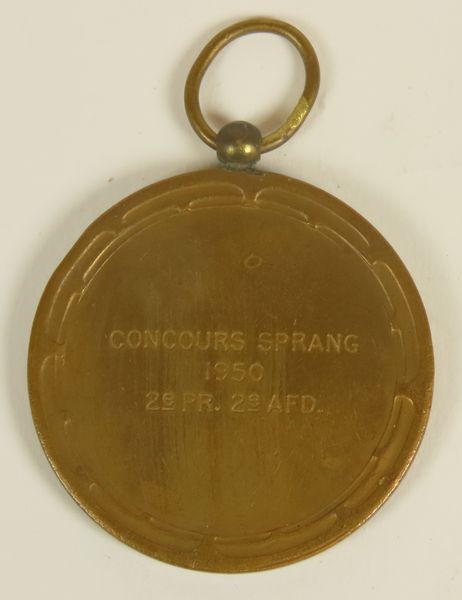 CONCOURS SPRANG
1950
2e PR. 2e AFD.